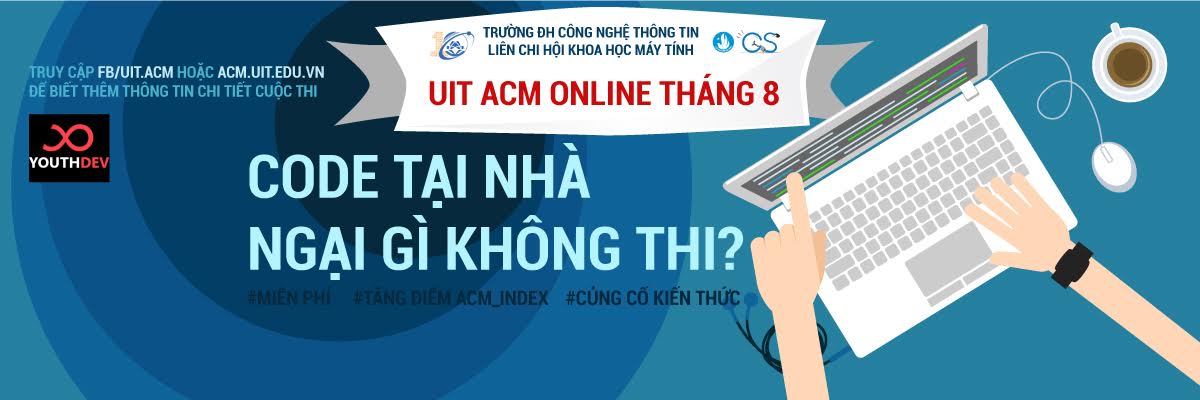 TRƯỜNG ĐH CÔNG NGHỆ THÔNG TIN
LIÊN CHI HỘI KHOA HỌC MÁY TÍNH
CS
UIT ACM ONLINE THÁNG 8
TRUY CẬP FB/UIT.ACM HOẶC ACM.UIT.EDU.VN
ĐỂ BIẾT THÊM THÔNG TIN CHI TIẾT CUỘC THI
YOUTHDEV
CODE TẠI NHÀ
NGẠI GÌ KHÔNG THI?
#MIỄN PHÍ #TĂNG ĐIỂM ACM_INDEX #CỦNG CỐ KIẾN THỨC